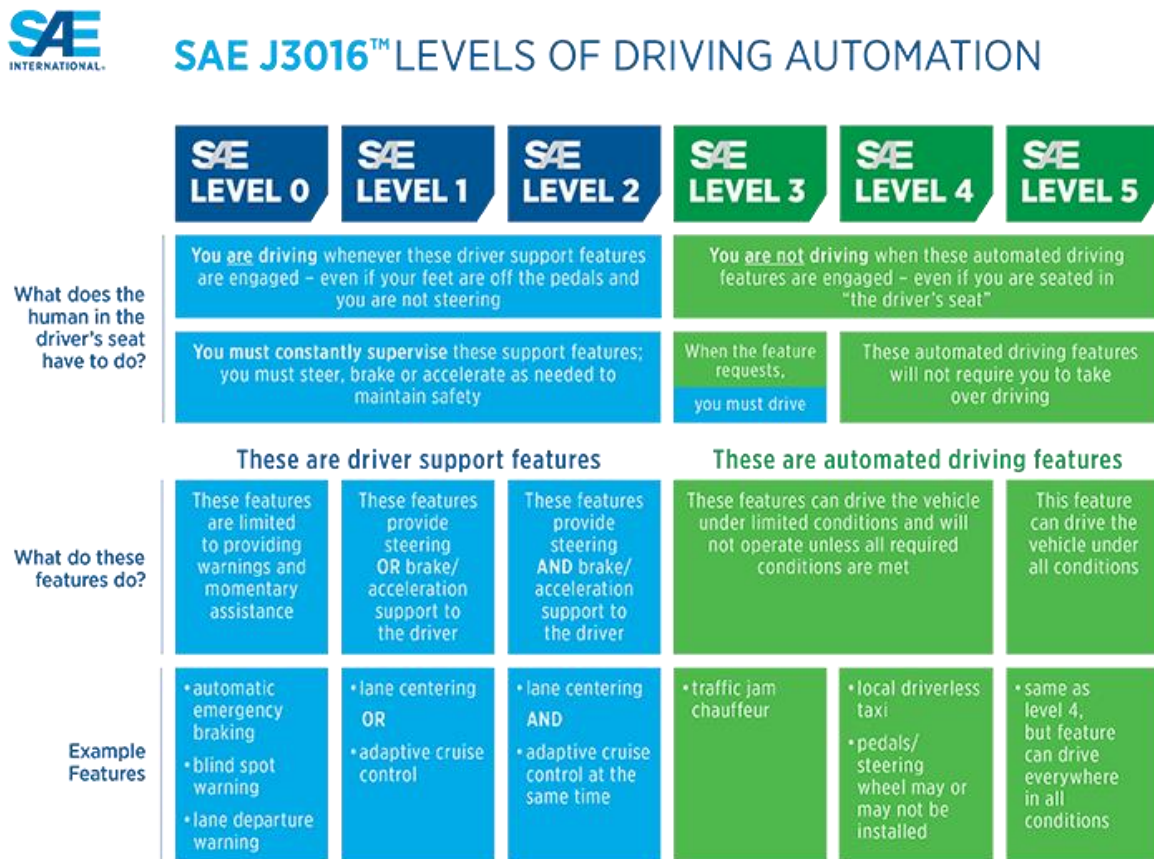 SAE
INTERNATIONAL®
SAE J3016™ LEVELS OF DRIVING AUTOMATION
SAE
LEVEL 0
SAE
LEVEL 1
SAE
LEVEL 2
SAE
LEVEL 3
SAE
LEVEL 4
SAE
LEVEL 5
What does the
human in the
driver's seat
have to do?
You are driving whenever these driver support features
are engaged – even if your feet are off the pedals and
you are not steering
You are not driving when these automated driving
features are engaged – even if you are seated in
"the driver's seat"
You must constantly supervise these support features;
you must steer, brake or accelerate as needed to
maintain safety
When the feature
requests,
you must drive
These automated driving features
will not require you to take
over driving
These are driver support features
These are automated driving features
What do these
features do?
These features
are limited
to providing
warnings and
momentary
assistance
These features
provide
steering
OR brake/
acceleration
support to
the driver
These features
provide
steering
AND brake/
acceleration
support to
the driver
These features can drive the vehicle
under limited conditions and will
not operate unless all required
conditions are met
This feature
can drive the
vehicle under
all conditions
Example
Features
• automatic
emergency
braking
• blind spot
warning
• lane departure
warning
• lane centering
OR
• adaptive cruise
control
• lane centering
AND
• adaptive cruise
control at the
same time
• traffic jam
chauffeur
• local driverless
taxi
• pedals/
steering
wheel may or
may not be
installed
• same as
level 4,
but feature
can drive
everywhere
in all
conditions